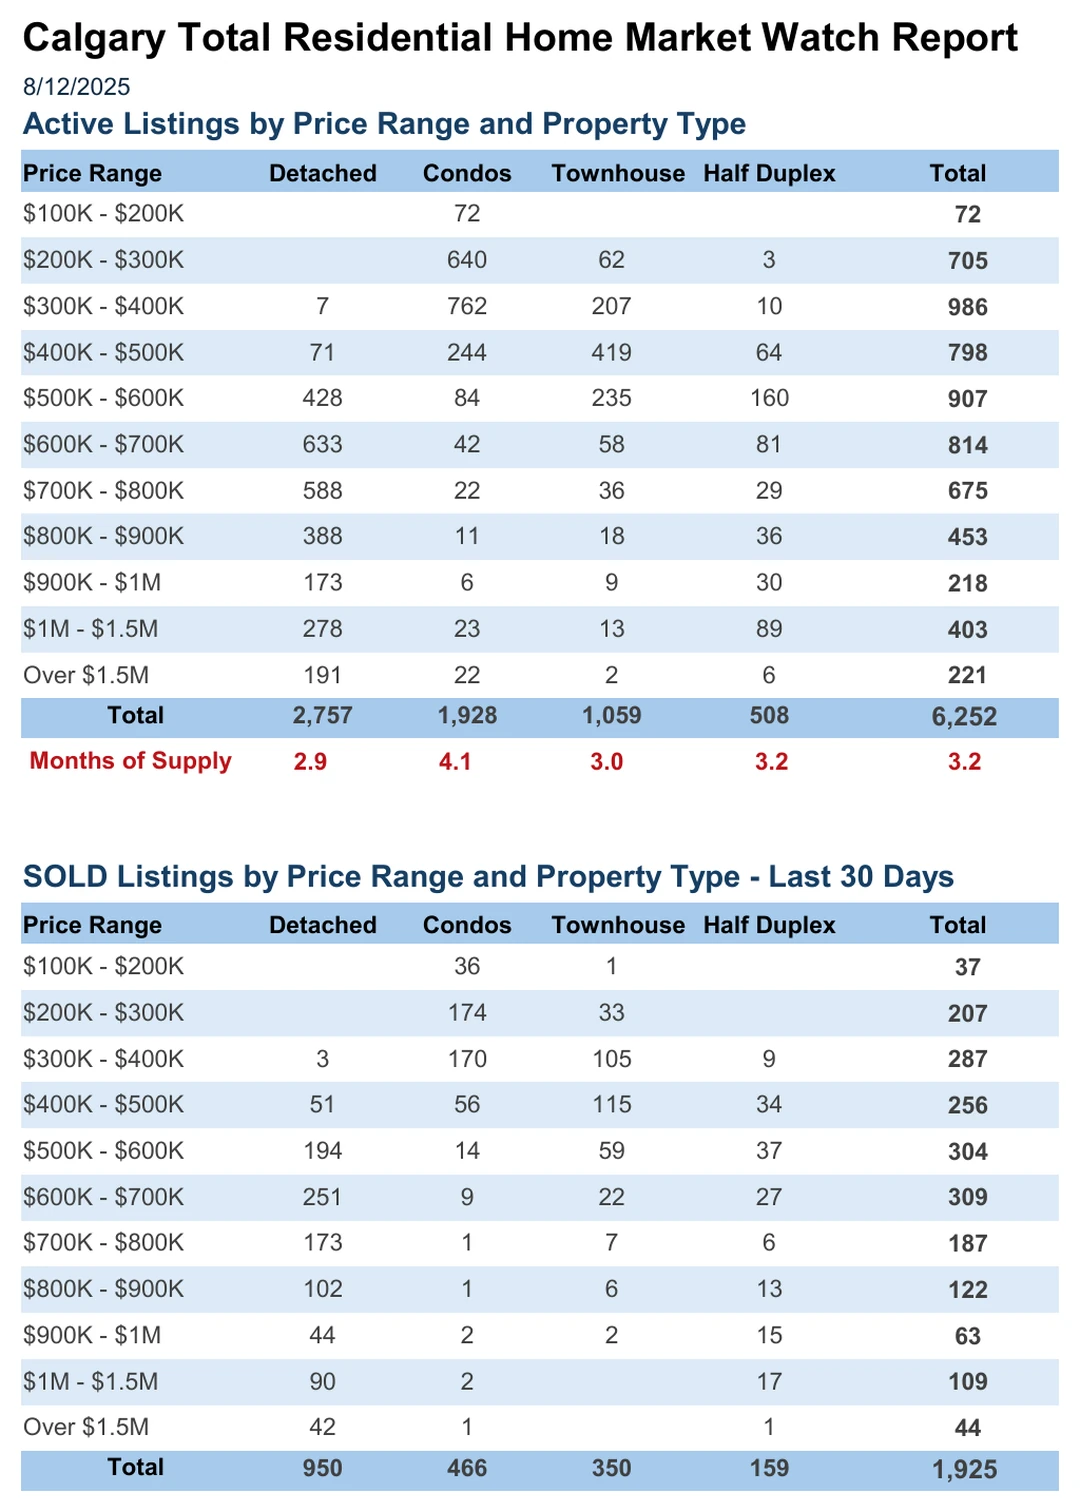 Calgary Total Residential Home Market Watch Report
8/12/2025
Active Listings by Price Range and Property Type
Price Range Detached Condos Townhouse Half Duplex Total
$100K - $200K 72 72
$200K - $300K 640 62 3 705
$300K - $400K 7 762 207 10 986
$400K - $500K 71 244 419 64 798
$500K - $600K 428 84 235 160 907
$600K - $700K 633 42 58 81 814
$700K - $800K 588 22 36 29 675
$800K - $900K 388 11 18 36 453
$900K - $1M 173 6 9 30 218
$1M - $1.5M 278 23 13 89 403
Over $1.5M 191 22 2 6 221
Total 2,757 1,928 1,059 508 6,252
Months of Supply 2.9 4.1 3.0 3.2 3.2
SOLD Listings by Price Range and Property Type - Last 30 Days
Price Range Detached Condos Townhouse Half Duplex Total
$100K - $200K 36 1 37
$200K - $300K 174 33 207
$300K - $400K 3 170 105 9 287
$400K - $500K 51 56 115 34 256
$500K - $600K 194 14 59 37 304
$600K - $700K 251 9 22 27 309
$700K - $800K 173 1 7 6 187
$800K - $900K 102 1 6 13 122
$900K - $1M 44 2 2 15 63
$1M - $1.5M 90 2 17 109
Over $1.5M 42 1 1 44
Total 950 466 350 159 1,925